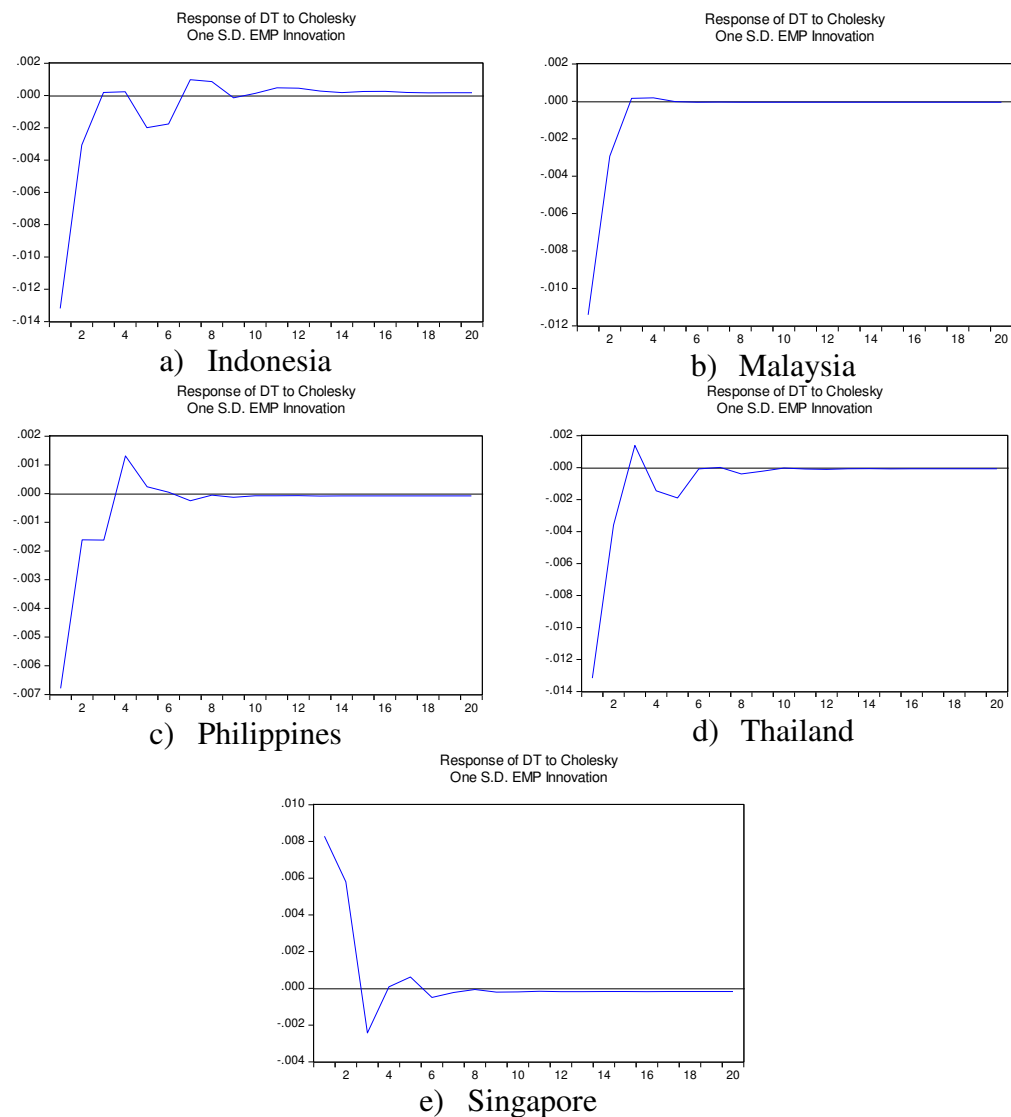 Response of DT to Cholesky
One S.D. EMP Innovation
.002
.000
-.002
-.004
-.006
-.008
-.010
-.012
-.014
2 4 6 8 10 12 14 16 18 20
a) Indonesia
Response of DT to Cholesky
One S.D. EMP Innovation
.002
.000
-.002
-.004
-.006
-.008
-.010
-.012
2 4 6 8 10 12 14 16 18 20
b) Malaysia
Response of DT to Cholesky
One S.D. EMP Innovation
.002
.001
.000
-.001
-.002
-.003
-.004
-.005
-.006
-.007
2 4 6 8 10 12 14 16 18 20
c) Philippines
Response of DT to Cholesky
One S.D. EMP Innovation
.002
.000
-.002
-.004
-.006
-.008
-.010
-.012
-.014
2 4 6 8 10 12 14 16 18 20
d) Thailand
Response of DT to Cholesky
One S.D. EMP Innovation
.010
.008
.006
.004
.002
.000
-.002
-.004
2 4 6 8 10 12 14 16 18 20
e) Singapore